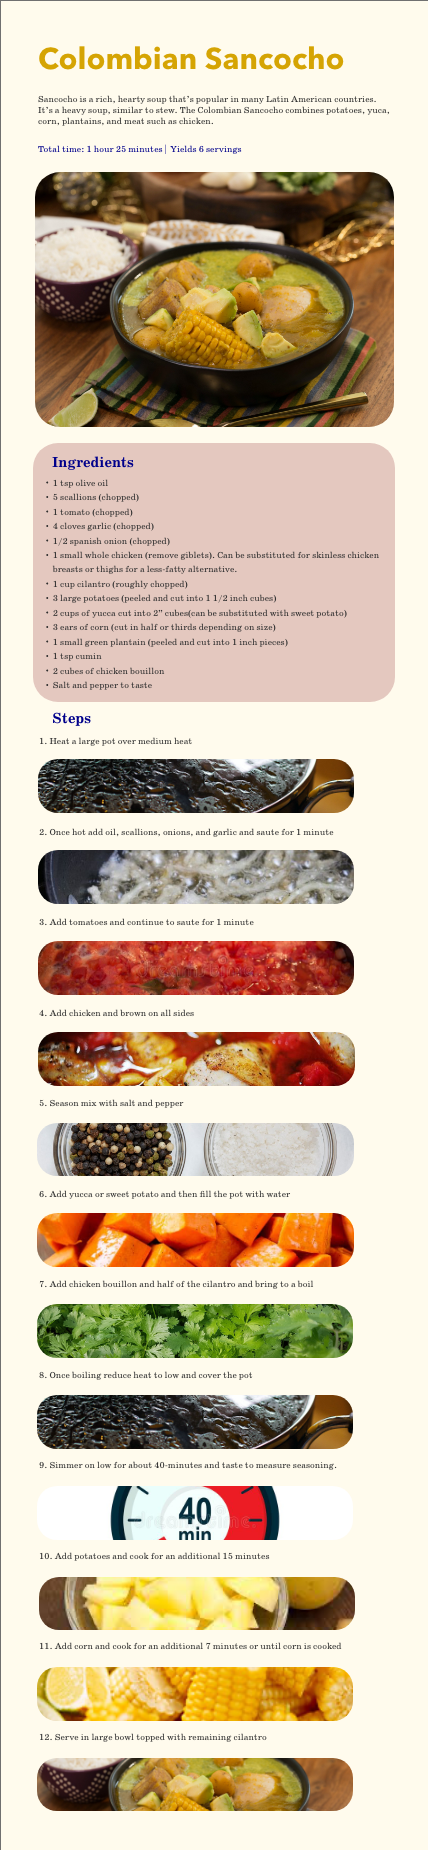 Colombian Sancocho
Sancocho is a rich, hearty soup that's popular in many Latin American countries.
It's a heavy soup, similar to stew. The Colombian Sancocho combines potatoes, yuca,
corn, plantains, and meat such as chicken.
Total time: 1 hour 25 minutes | Yields 6 servings
Ingredients
• 1 tsp olive oil
• 5 scallions (chopped)
• 1 tomato (chopped)
• 4 cloves garlic (chopped)
• 1/2 spanish onion (chopped)
• 1 small whole chicken (remove giblets). Can be substituted for skinless chicken
breasts or thighs for a less-fatty alternative.
• 1 cup cilantro (roughly chopped)
• 3 large potatoes (peeled and cut into 1 1/2 inch cubes)
• 2 cups of yucca cut into 2" cubes(can be substituted with sweet potato)
• 3 ears of corn (cut in half or thirds depending on size)
• 1 small green plantain (peeled and cut into 1 inch pieces)
• 1 tsp cumin
• 2 cubes of chicken bouillon
• Salt and pepper to taste
Steps
1. Heat a large pot over medium heat
2. Once hot add oil, scallions, onions, and garlic and saute for 1 minute
3. Add tomatoes and continue to saute for 1 minute
4. Add chicken and brown on all sides
5. Season mix with salt and pepper
6. Add yucca or sweet potato and then fill the pot with water
7. Add chicken bouillon and half of the cilantro and bring to a boil
8. Once boiling reduce heat to low and cover the pot
9. Simmer on low for about 40-minutes and taste to measure seasoning.
40
min
10. Add potatoes and cook for an additional 15 minutes
11. Add corn and cook for an additional 7 minutes or until corn is cooked
12. Serve in large bowl topped with remaining cilantro